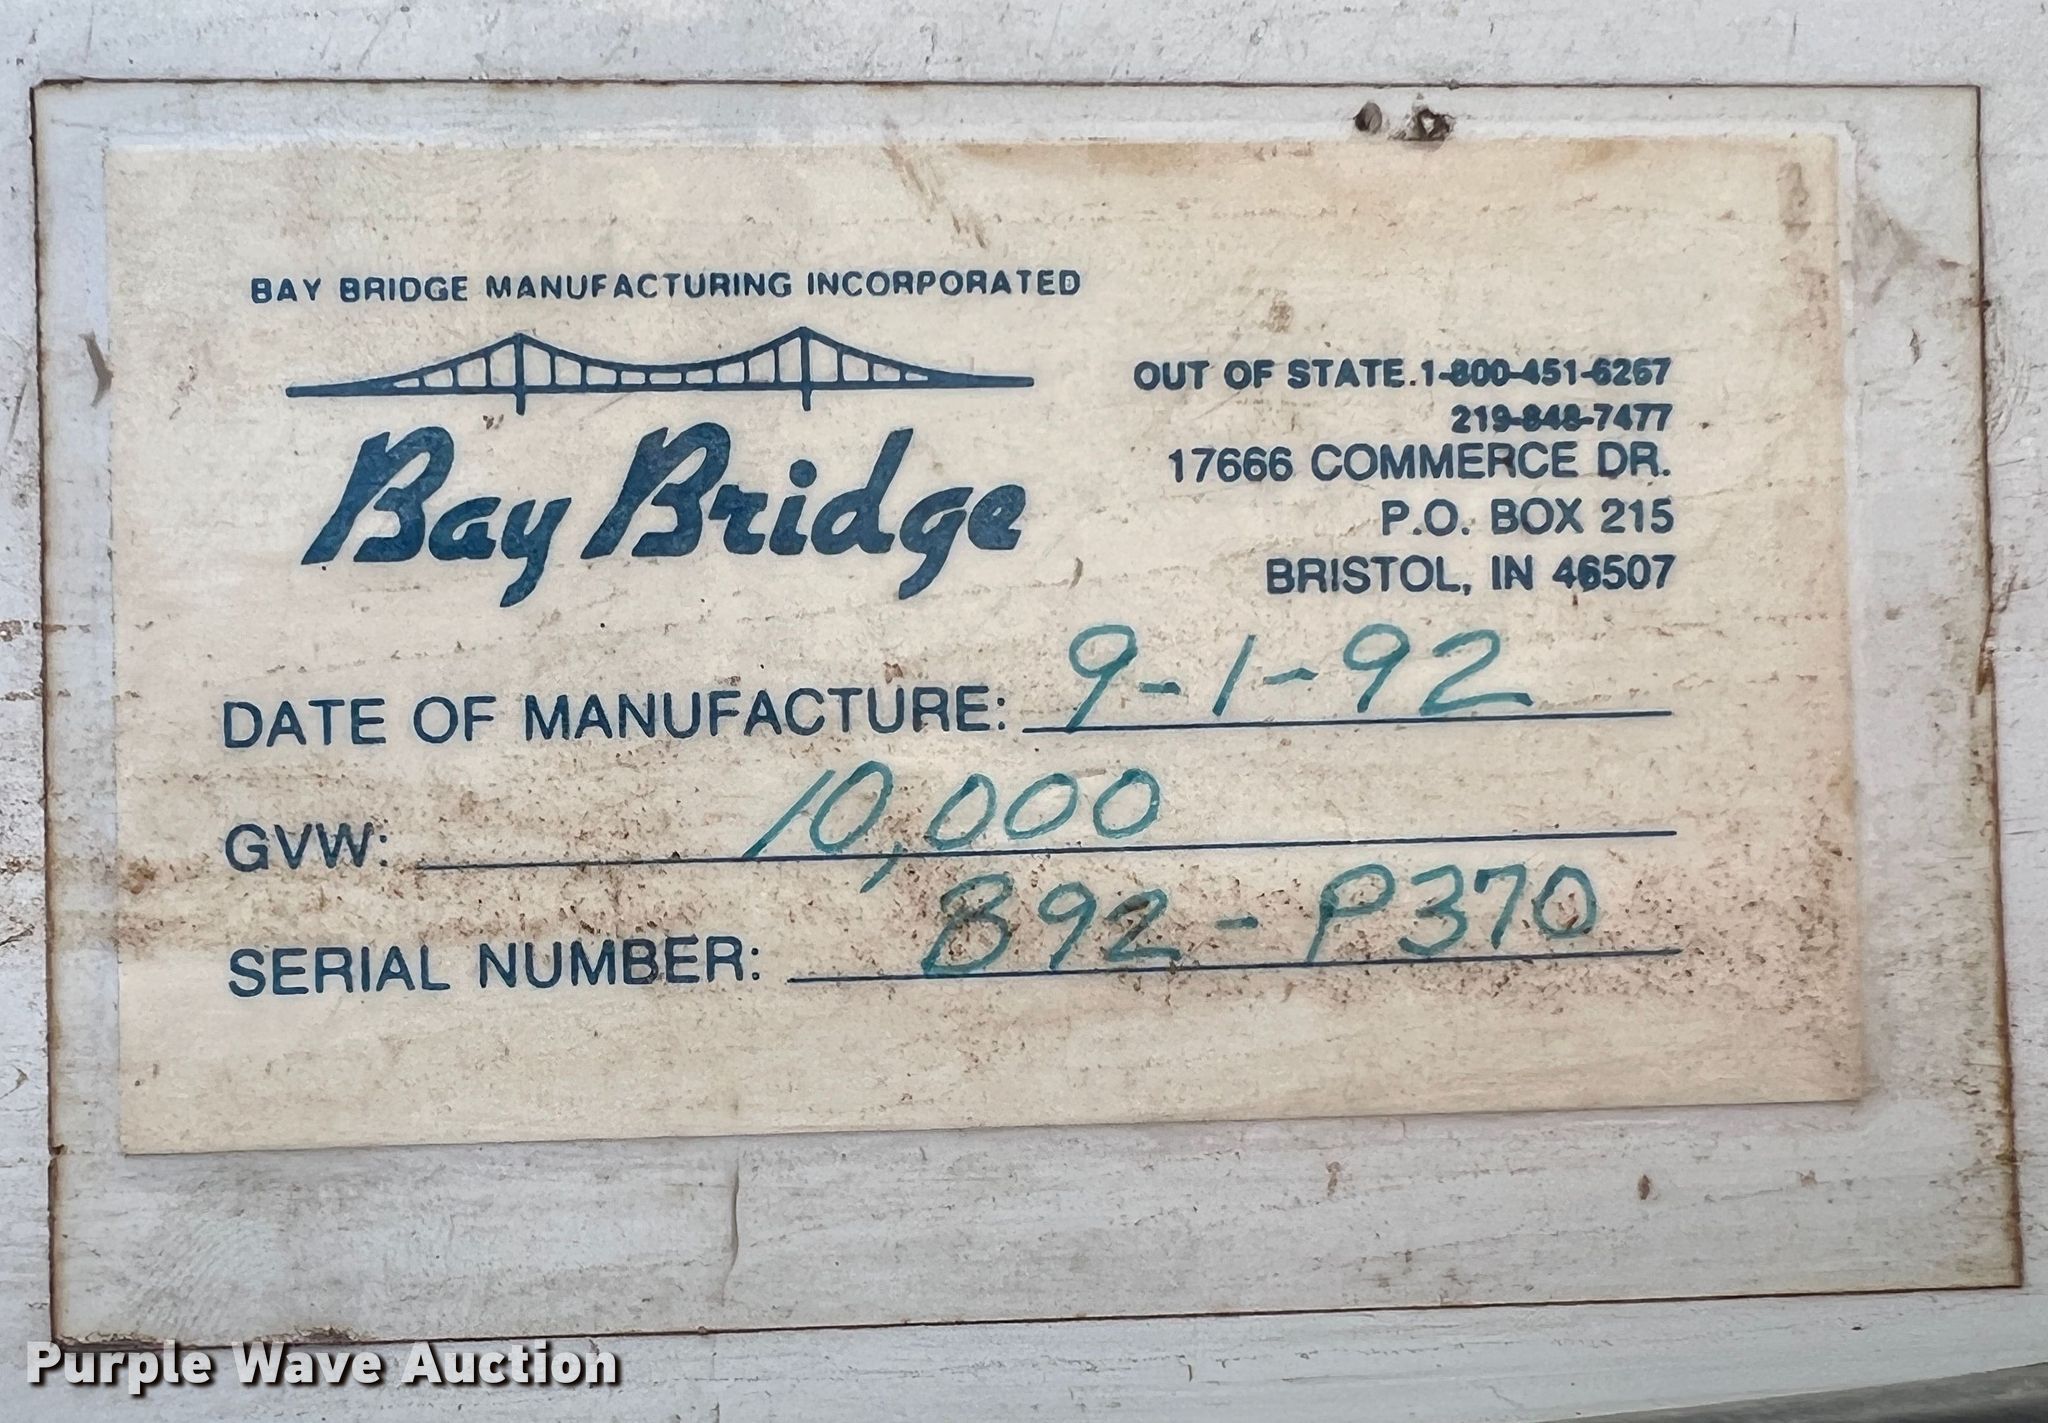 BAY BRIDGE MANUFACTURING INCORPORATED
Bay Bridge
OUT OF STATE.1-800-451-6267
219-848-7477
17666 COMMERCE DR.
P.O. BOX 215
BRISTOL, IN 46507
DATE OF MANUFACTURE: 9-1-92
GVW: 10,000
SERIAL NUMBER: B92-P370
Purple Wave Auction